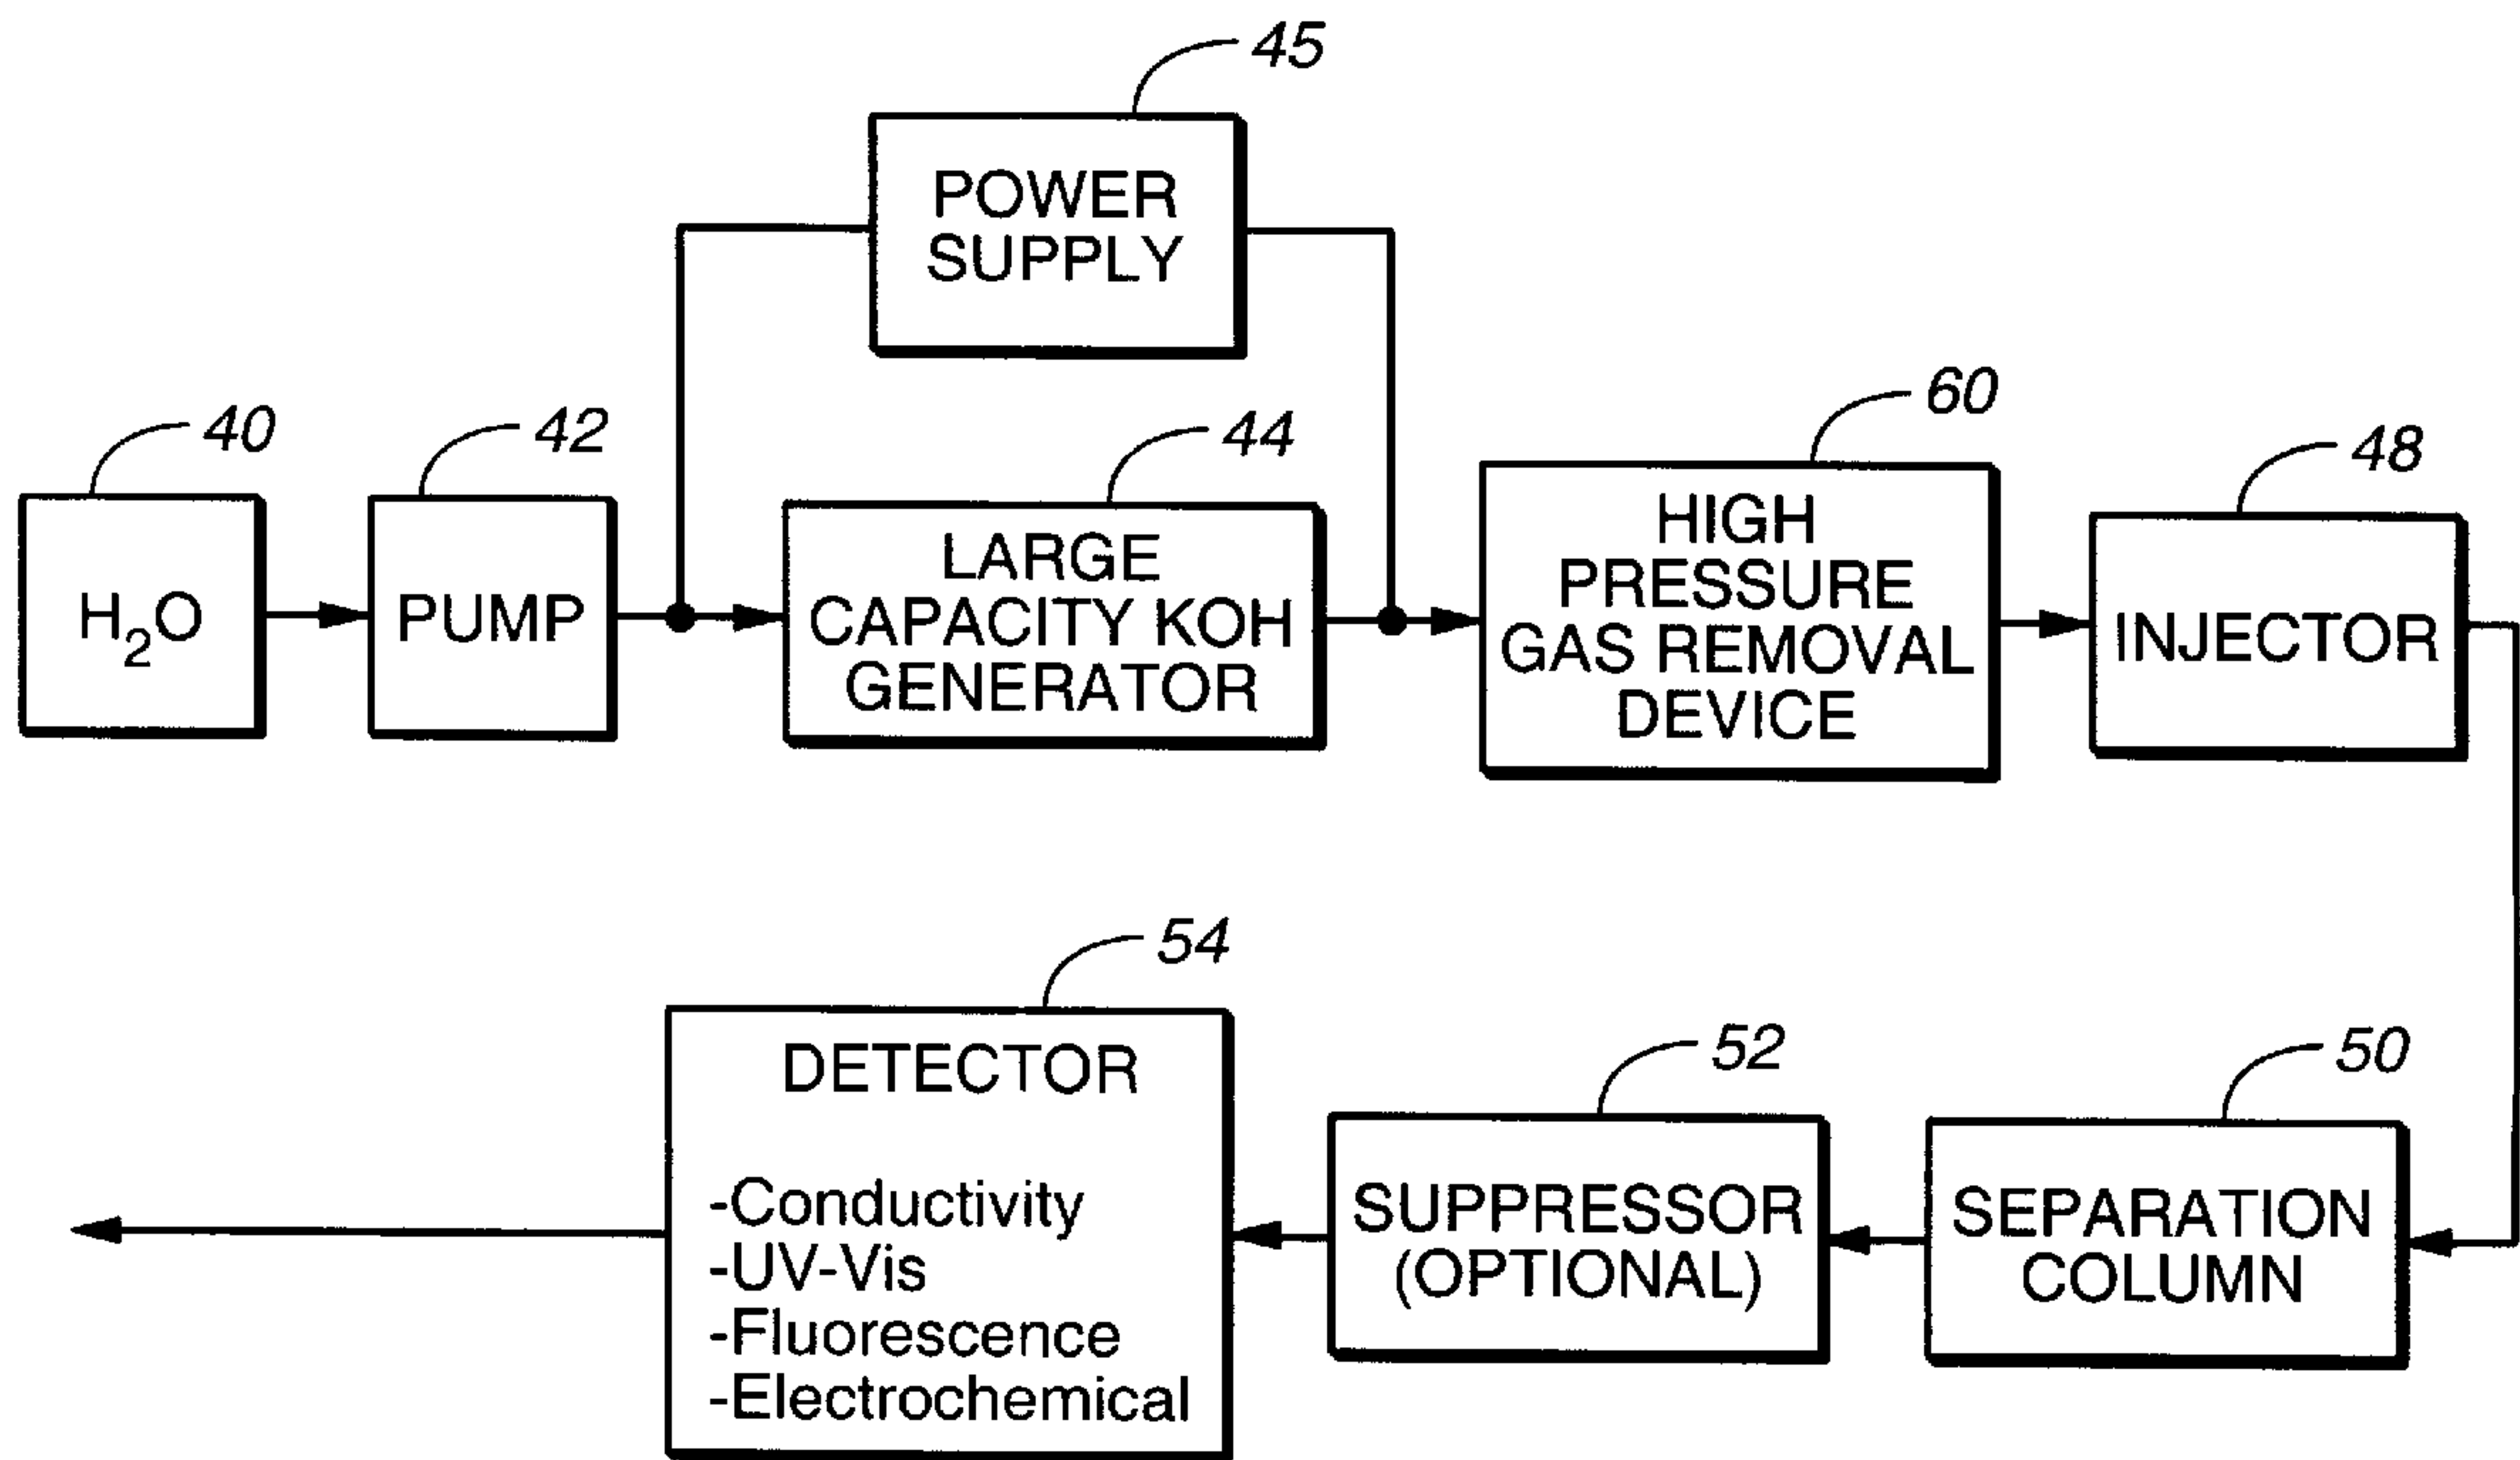 45
POWER
SUPPLY
40
42
44
60
48
H₂O
PUMP
LARGE
CAPACITY KOH
GENERATOR
HIGH
PRESSURE
GAS REMOVAL
DEVICE
INJECTOR
54
52
50
DETECTOR
-Conductivity
-UV-Vis
-Fluorescence
-Electrochemical
SUPPRESSOR
(OPTIONAL)
SEPARATION
COLUMN